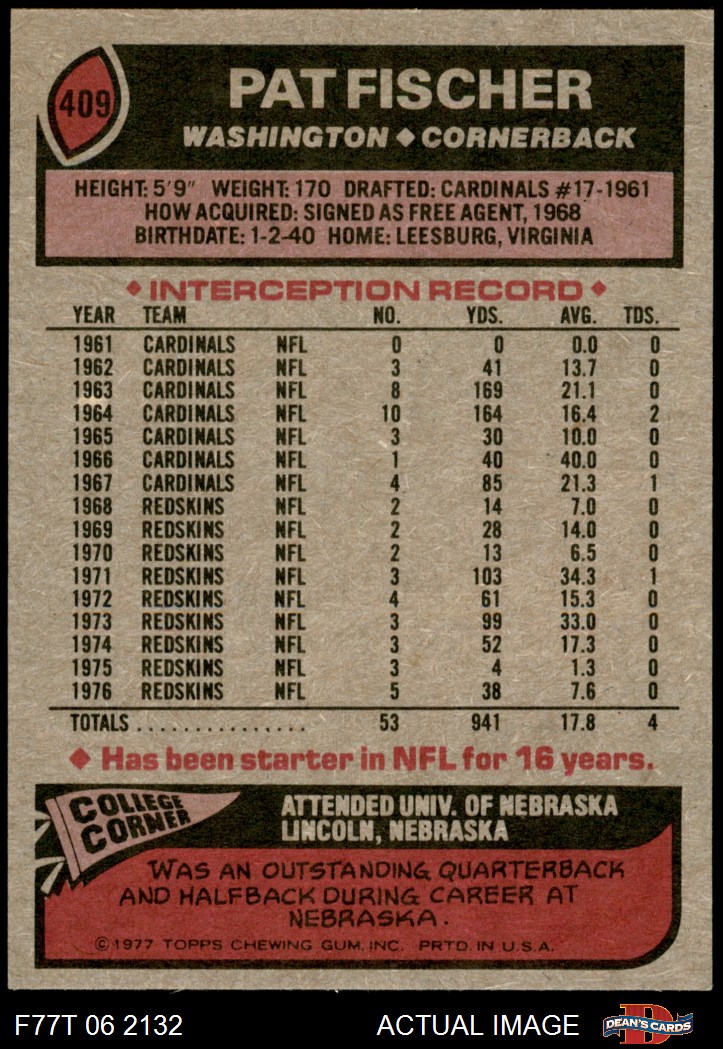 409
PAT FISCHER
WASHINGTON ◆ CORNERBACK
HEIGHT: 5'9" WEIGHT: 170 DRAFTED: CARDINALS #17-1961
HOW ACQUIRED: SIGNED AS FREE AGENT, 1968
BIRTHDATE: 1-2-40 HOME: LEESBURG, VIRGINIA
◆ INTERCEPTION RECORD ◆
YEAR TEAM NO. YDS. AVG. TDS.
1961 CARDINALS NFL 0 0 0.0 0
1962 CARDINALS NFL 3 41 13.7 0
1963 CARDINALS NFL 8 169 21.1 0
1964 CARDINALS NFL 10 164 16.4 2
1965 CARDINALS NFL 3 30 10.0 0
1966 CARDINALS NFL 1 40 40.0 0
1967 CARDINALS NFL 4 85 21.3 1
1968 REDSKINS NFL 2 14 7.0 0
1969 REDSKINS NFL 2 28 14.0 0
1970 REDSKINS NFL 2 13 6.5 0
1971 REDSKINS NFL 3 103 34.3 1
1972 REDSKINS NFL 4 61 15.3 0
1973 REDSKINS NFL 3 99 33.0 0
1974 REDSKINS NFL 3 52 17.3 0
1975 REDSKINS NFL 3 4 1.3 0
1976 REDSKINS NFL 5 38 7.6 0
TOTALS . . . . . . . . . . . . . . . 53 941 17.8 4
◆ Has been starter in NFL for 16 years.
COLLEGE
CORNER
ATTENDED UNIV. OF NEBRASKA
LINCOLN, NEBRASKA
WAS AN OUTSTANDING QUARTERBACK
AND HALFBACK DURING CAREER AT
NEBRASKA.
© 1977 TOPPS CHEWING GUM, INC. PRTD. IN U.S.A.
F77T 06 2132 ACTUAL IMAGE
D
DEAN'S CARDS